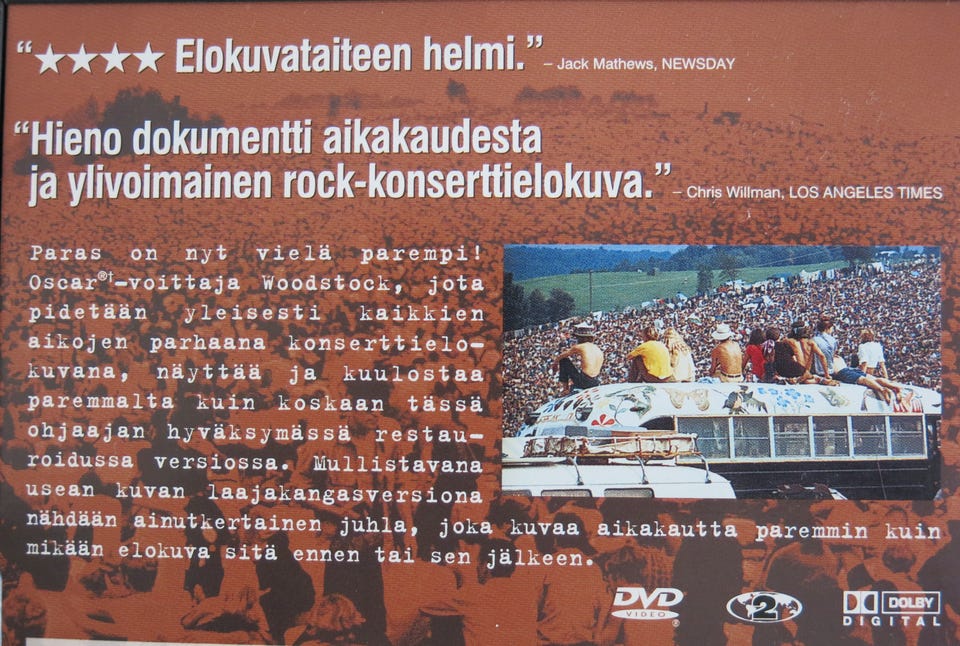 “★★★★ Elokuvataiteen helmi.” – Jack Mathews, NEWSDAY
“Hieno dokumentti aikakaudesta
ja ylivoimainen rock-konserttielokuva.” – Chris Willman, LOS ANGELES TIMES
Paras on nyt vielä parempi!
Oscar®†-voittaja Woodstock, jota
pidetään yleisesti kaikkien
aikojen parhaana konserttielo-
kuvana, näyttää ja kuulostaa
paremmalta kuin koskaan tässä
ohjaajan hyväksymässä restau-
roidussa versiossa. Mullistavana
usean kuvan laajakangasversiona
nähdään ainutkertainen juhla, joka kuvaa aikakautta paremmin kuin
mikään elokuva sitä ennen tai sen jälkeen.
DVD VIDEO ® 2 DOLBY DIGITAL